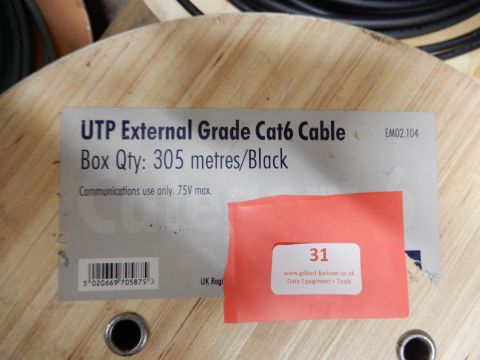 UTP External Grade Cat6 Cable
EM02.104
Box Qty: 305 metres/Black
Communications use only. 75V max.
31
www.gilbert-baitson.co.uk
Data Equipment • Tools
5 020669 705875
UK